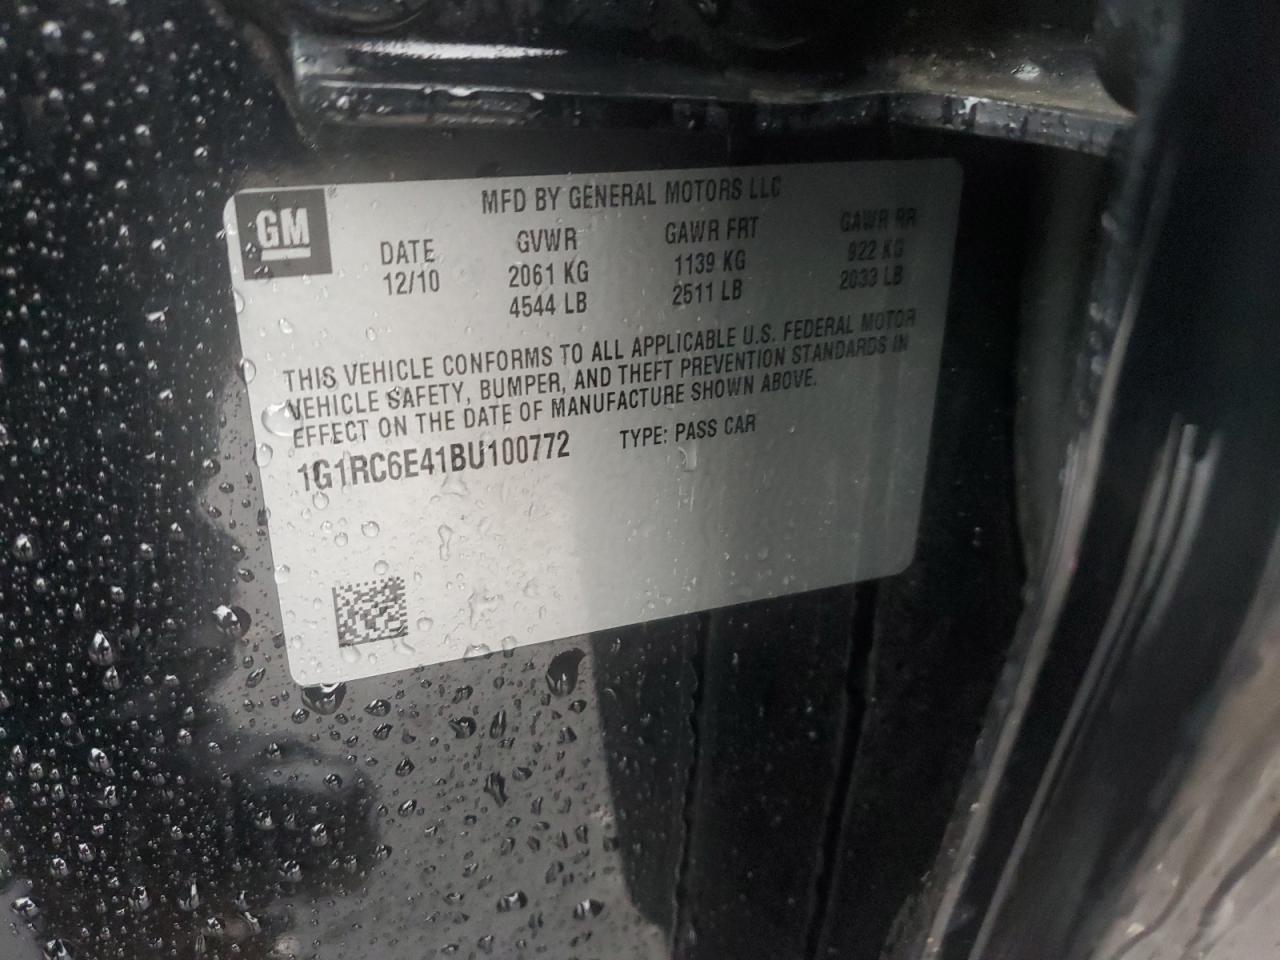 GM
MFD BY GENERAL MOTORS LLC
DATE GVWR GAWR FRT GAWR RR
12/10 2061 KG 1139 KG 922 KG
4544 LB 2511 LB 2033 LB
THIS VEHICLE CONFORMS TO ALL APPLICABLE U.S. FEDERAL MOTOR
VEHICLE SAFETY, BUMPER, AND THEFT PREVENTION STANDARDS IN
EFFECT ON THE DATE OF MANUFACTURE SHOWN ABOVE.
1G1RC6E41BU100772 TYPE: PASS CAR